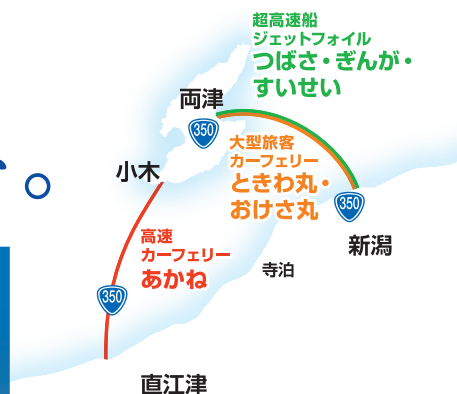 超高速船
ジェットフォイル
つばさ・ぎんが・
すいせい
両津
350
大型旅客
カーフェリー
ときわ丸・
おけさ丸
小木
350
新潟
高速
カーフェリー
あかね
寺泊
350
直江津
。